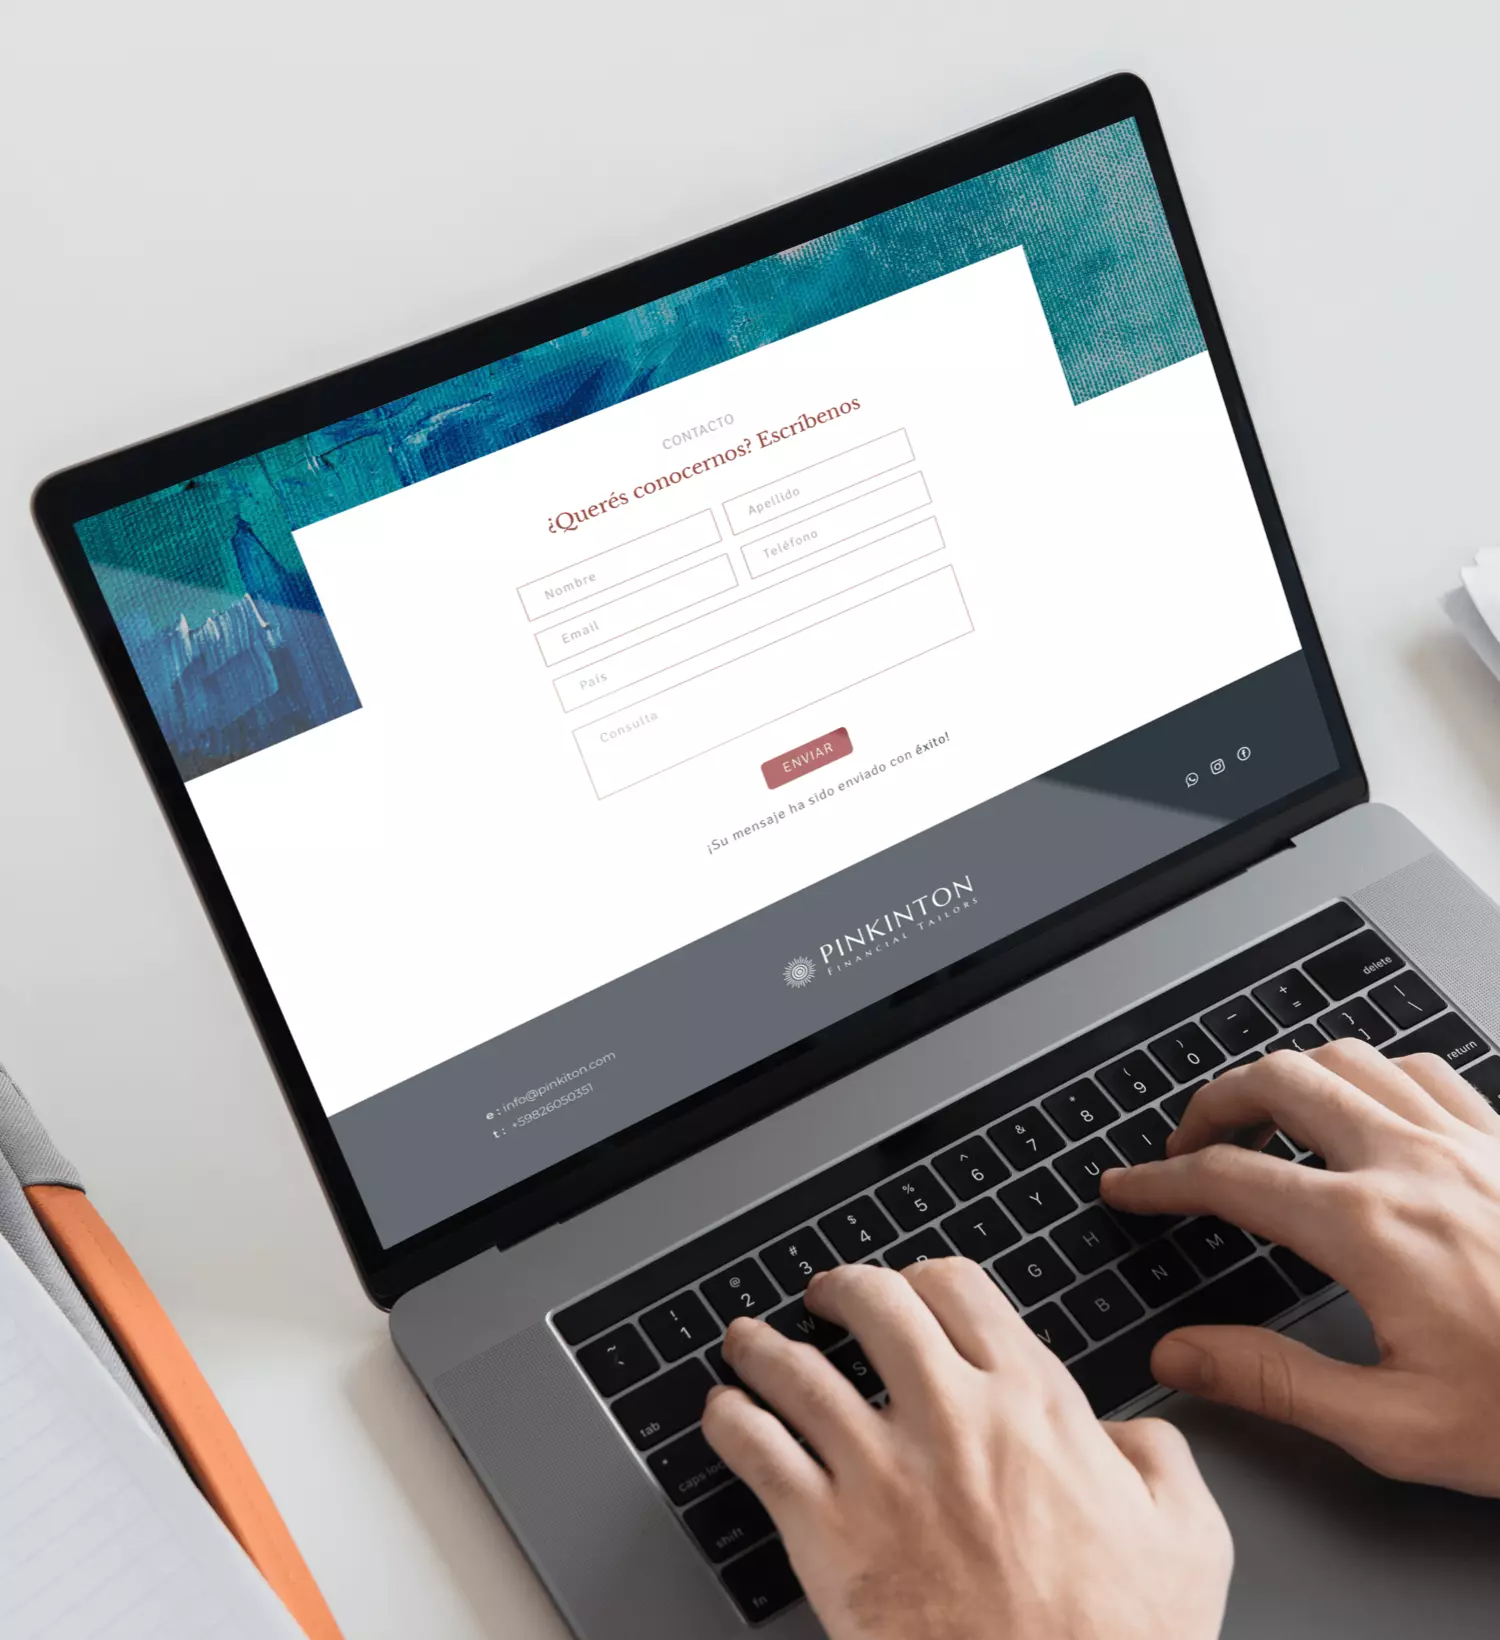 CONTACTO
¿Querés conocernos? Escríbenos
Nombre
Apellido
Email
Teléfono
País
Consulta
ENVIAR
¡Su mensaje ha sido enviado con éxito!
e : info@pinkiton.com
t : +59826050351
PINKINTON
FINANCIAL TAILORS
~ ` ! 1 @ 2 # 3 $ 4 % 5 ^ 6 & 7 * 8 ( 9 ) 0 — - + = delete
tab W T Y U I { } ] | \
caps loc S G H return
shift V B N M
fn